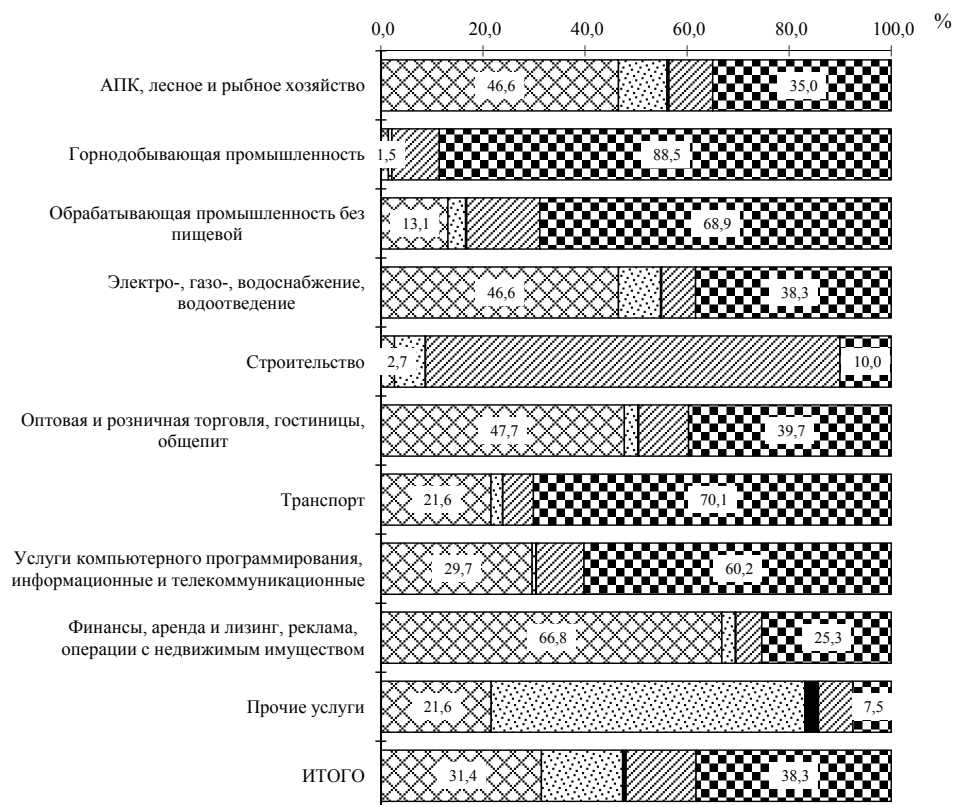 %
0,0 20,0 40,0 60,0 80,0 100,0
АПК, лесное и рыбное хозяйство
46,6 35,0
Горнодобывающая промышленность
1,5 88,5
Обрабатывающая промышленность без
пищевой
13,1 68,9
Электро-, газо-, водоснабжение,
водоотведение
46,6 38,3
Строительство
2,7 10,0
Оптовая и розничная торговля, гостиницы,
общепит
47,7 39,7
Транспорт
21,6 70,1
Услуги компьютерного программирования,
информационные и телекоммуникационные
29,7 60,2
Финансы, аренда и лизинг, реклама,
операции с недвижимым имуществом
66,8 25,3
Прочие услуги
21,6 7,5
ИТОГО
31,4 38,3